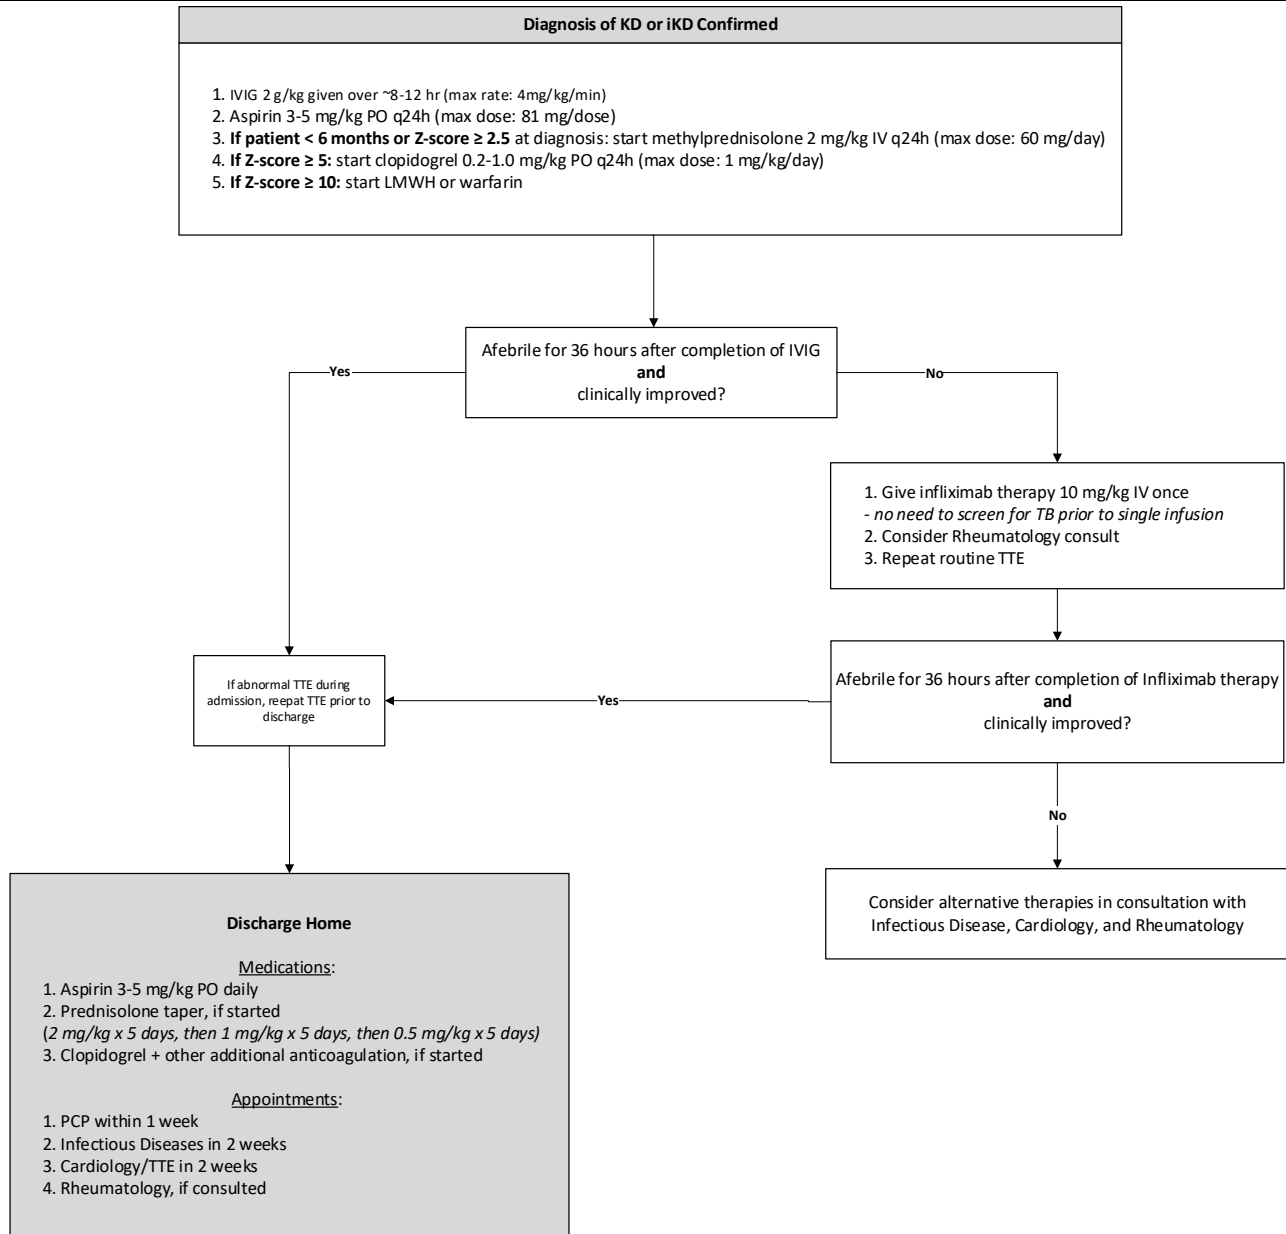 Diagnosis of KD or iKD Confirmed
1. IVIG 2 g/kg given over ~8-12 hr (max rate: 4mg/kg/min)
2. Aspirin 3-5 mg/kg PO q24h (max dose: 81 mg/dose)
3. If patient < 6 months or Z-score ≥ 2.5 at diagnosis: start methylprednisolone 2 mg/kg IV q24h (max dose: 60 mg/day)
4. If Z-score ≥ 5: start clopidogrel 0.2-1.0 mg/kg PO q24h (max dose: 1 mg/kg/day)
5. If Z-score ≥ 10: start LMWH or warfarin
Afebrile for 36 hours after completion of IVIG
and
clinically improved?
Yes
No
1. Give infliximab therapy 10 mg/kg IV once
- no need to screen for TB prior to single infusion
2. Consider Rheumatology consult
3. Repeat routine TTE
If abnormal TTE during
admission, reepat TTE prior to
discharge
Yes
Afebrile for 36 hours after completion of Infliximab therapy
and
clinically improved?
No
Consider alternative therapies in consultation with
Infectious Disease, Cardiology, and Rheumatology
Discharge Home
Medications:
1. Aspirin 3-5 mg/kg PO daily
2. Prednisolone taper, if started
(2 mg/kg x 5 days, then 1 mg/kg x 5 days, then 0.5 mg/kg x 5 days)
3. Clopidogrel + other additional anticoagulation, if started
Appointments:
1. PCP within 1 week
2. Infectious Diseases in 2 weeks
3. Cardiology/TTE in 2 weeks
4. Rheumatology, if consulted